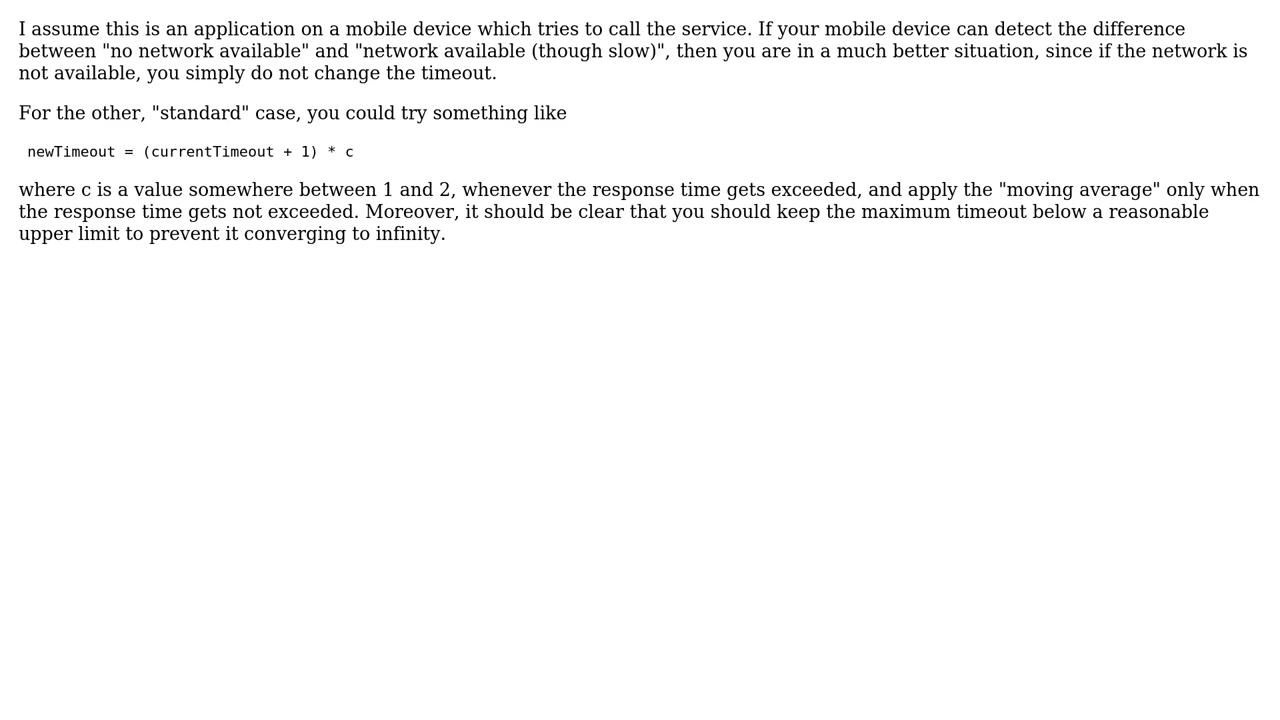 I assume this is an application on a mobile device which tries to call the service. If your mobile device can detect the difference
between "no network available" and "network available (though slow)", then you are in a much better situation, since if the network is
not available, you simply do not change the timeout.
For the other, "standard" case, you could try something like
newTimeout = (currentTimeout + 1) * c
where c is a value somewhere between 1 and 2, whenever the response time gets exceeded, and apply the "moving average" only when
the response time gets not exceeded. Moreover, it should be clear that you should keep the maximum timeout below a reasonable
upper limit to prevent it converging to infinity.